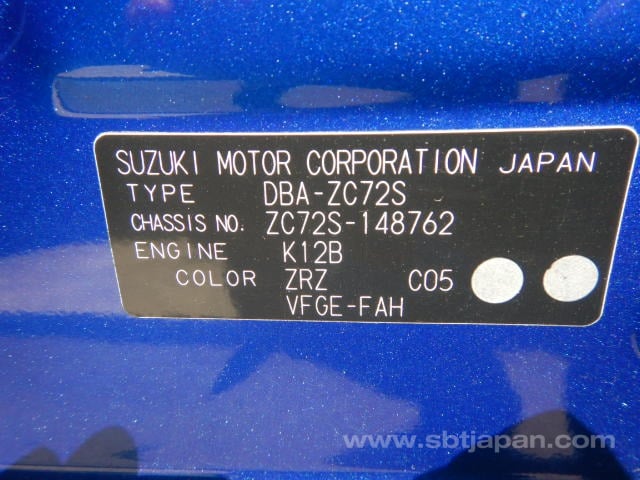 SUZUKI MOTOR CORPORATION JAPAN
TYPE DBA-ZC72S
CHASSIS NO. ZC72S-148762
ENGINE K12B
COLOR ZRZ C05
VFGE-FAH
www.sbtjapan.com